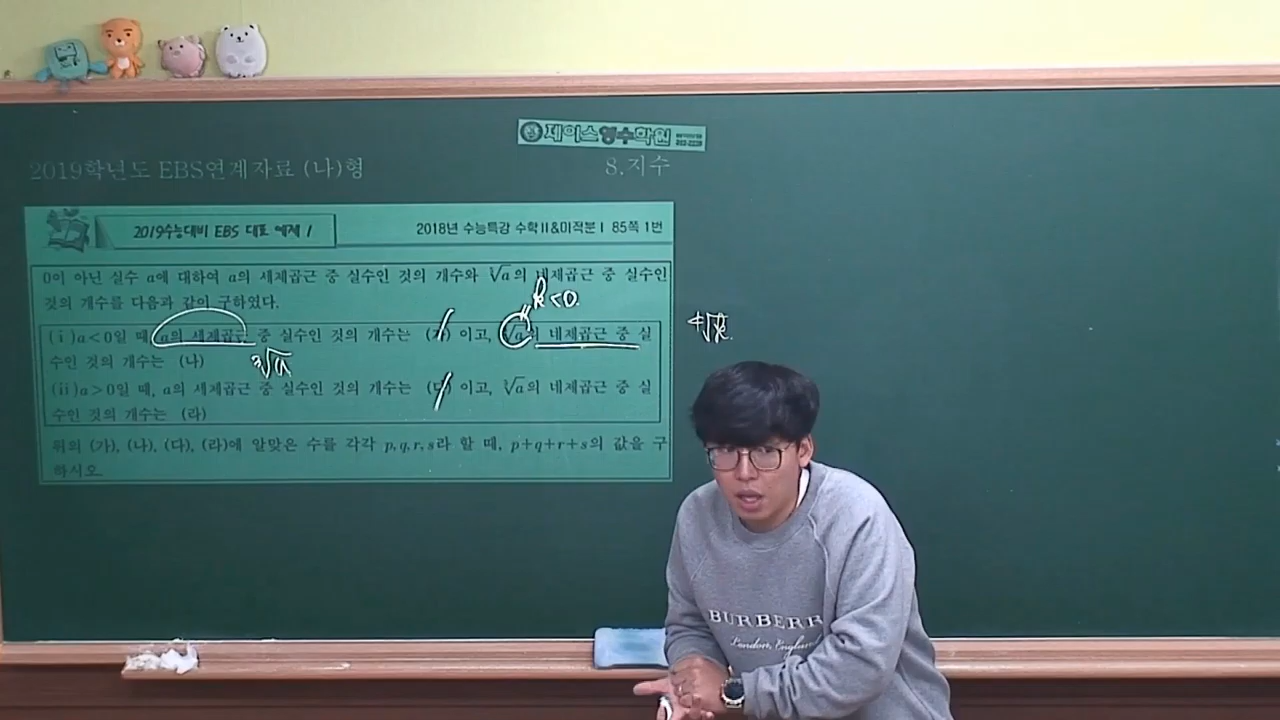 제이스영수학원
2019학년도 EBS연계자료 (나)형 8.지수
2019수능대비 EBS 대표 예제 1 2018년 수능특강 수학II&미적분I 85쪽 1번
0이 아닌 실수 a에 대하여 a의 세제곱근 중 실수인 것의 개수와 ∛a의 네제곱근 중 실수인
것의 개수를 다음과 같이 구하였다.
k<0.
(i) a<0일 때, a의 세제곱근 중 실수인 것의 개수는 (가) 이고, ∛a의 네제곱근 중 실
∜k.
수인 것의 개수는 (나)
∛a
(ii) a>0일 때, a의 세제곱근 중 실수인 것의 개수는 (다) 이고, ∛a의 네제곱근 중 실
수인 것의 개수는 (라)
위의 (가), (나), (다), (라)에 알맞은 수를 각각 p, q, r, s라 할 때, p+q+r+s의 값을 구
하시오.
BURBERR
London, England